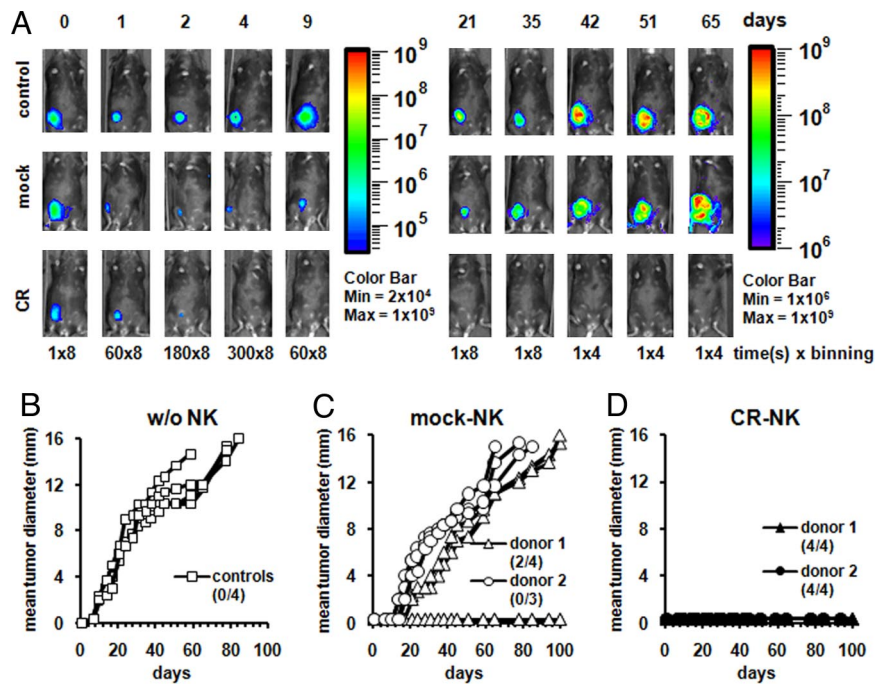 A
0 1 2 4 9
21 35 42 51 65 days
control
mock
CR
10⁹
10⁸
10⁷
10⁶
10⁵
Color Bar
Min = 2x10⁴
Max = 1x10⁹
10⁹
10⁸
10⁷
10⁶
Color Bar
Min = 1x10⁶
Max = 1x10⁹
1x8 60x8 180x8 300x8 60x8
1x8 1x8 1x4 1x4 1x4 time(s) x binning
B
w/o NK
mean tumor diameter (mm)
16
12
8
4
0
controls
(0/4)
0 20 40 60 80 100
days
C
mock-NK
mean tumor diameter (mm)
16
12
8
4
0
donor 1
(2/4)
donor 2
(0/3)
0 20 40 60 80 100
days
D
CR-NK
mean tumor diameter (mm)
16
12
8
4
0
donor 1
(4/4)
donor 2
(4/4)
0 20 40 60 80 100
days